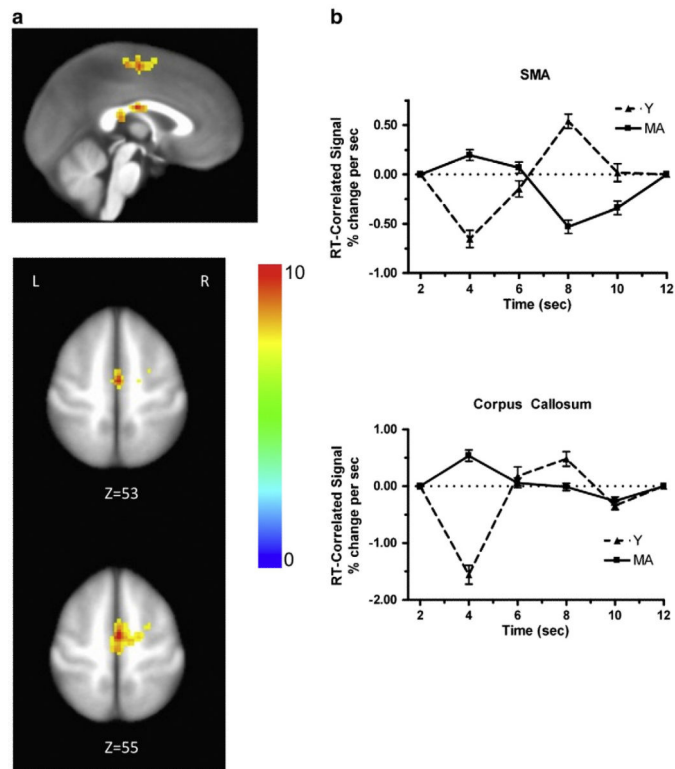 a
L R
10
0
Z=53
Z=55
b
SMA
RT-Correlated Signal
% change per sec
0.50
0.00
-0.50
-1.00
2 4 6 8 10 12
Time (sec)
Y
MA
Corpus Callosum
RT-Correlated Signal
% change per sec
1.00
0.00
-1.00
-2.00
2 4 6 8 10 12
Time (sec)
Y
MA